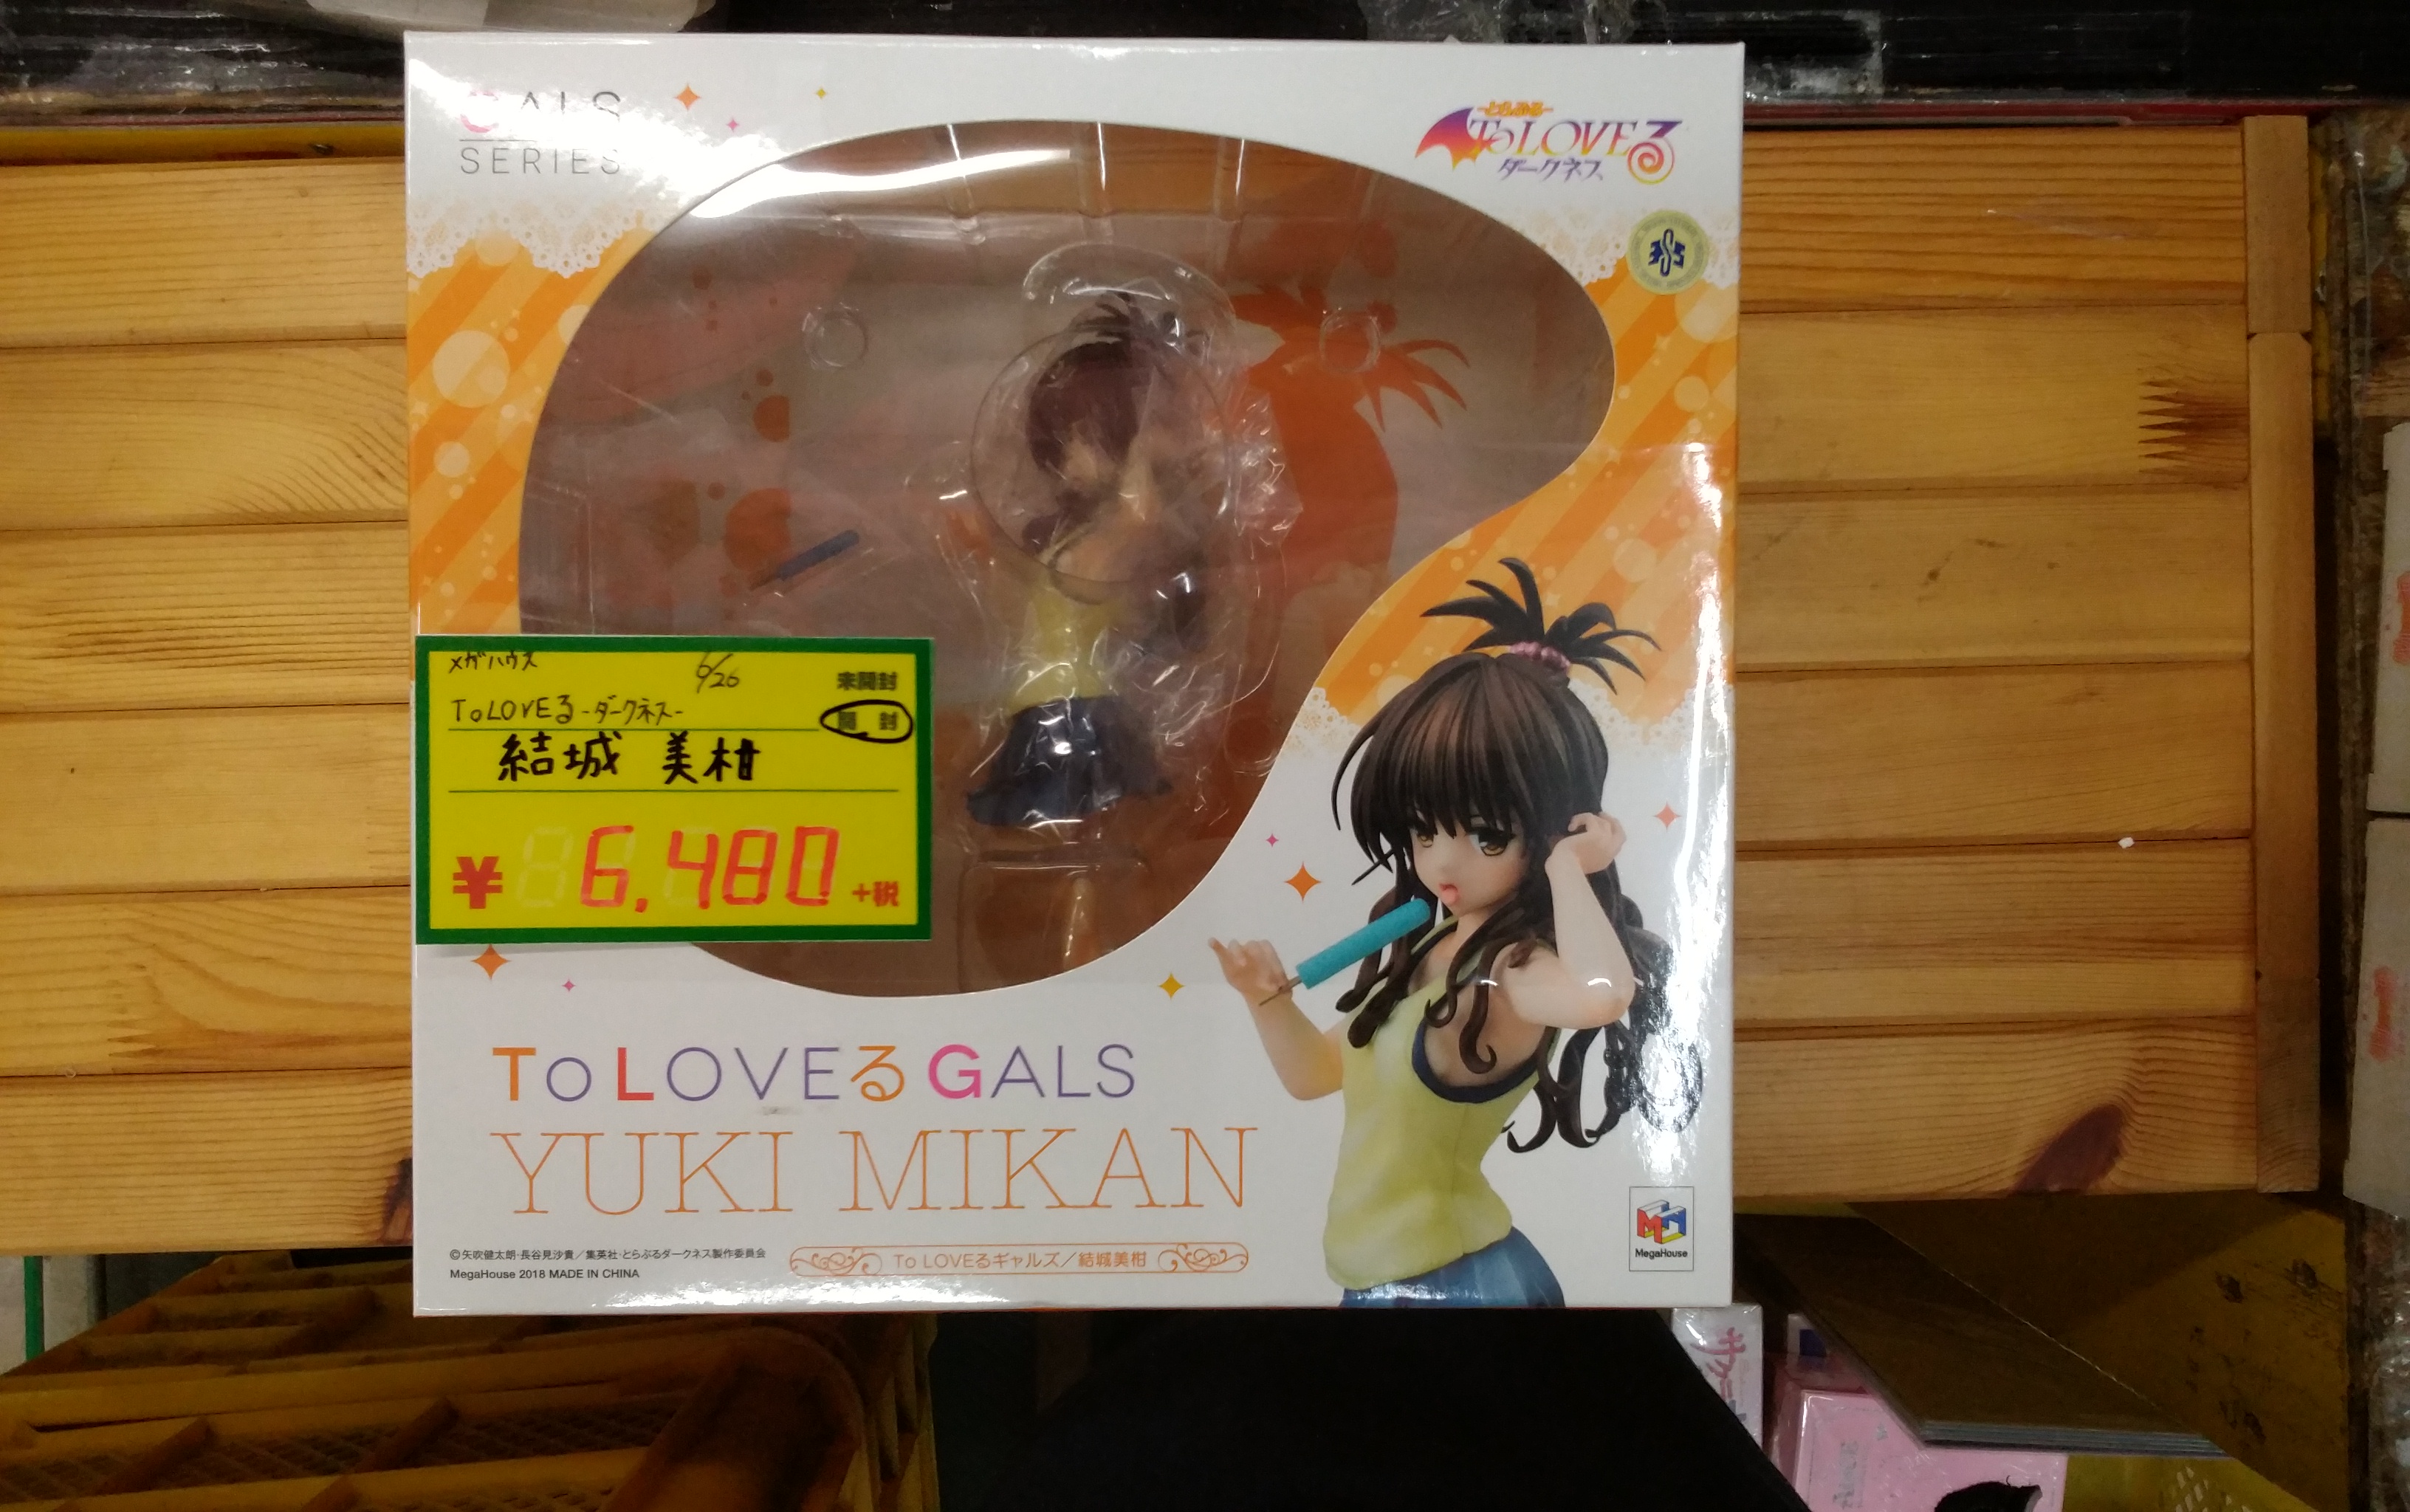 GALS
SERIES
-とらぶる-
To LOVEる
ダークネス
メガハウス 6/26 未開封
ToLOVEる-ダークネス- 開封
結城 美柑
¥ 6,480 +税
To LOVEる GALS
YUKI MIKAN
©矢吹健太朗・長谷見沙貴／集英社・とらぶるダークネス製作委員会
MegaHouse 2018 MADE IN CHINA
To LOVEるギャルズ／結城美柑
MegaHouse